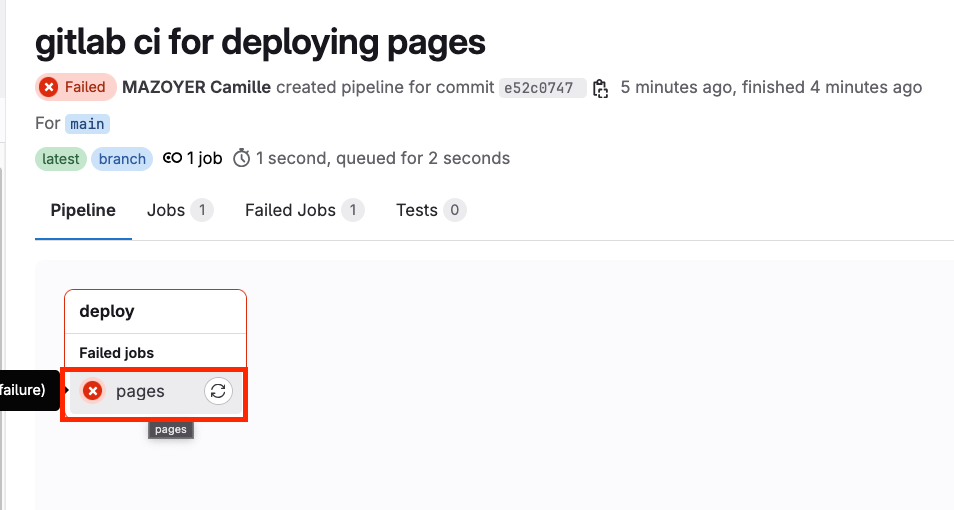 gitlab ci for deploying pages
Failed MAZOYER Camille created pipeline for commit e52c0747 5 minutes ago, finished 4 minutes ago
For main
latest branch 1 job 1 second, queued for 2 seconds
Pipeline Jobs 1 Failed Jobs 1 Tests 0
deploy
Failed jobs
failure) pages
pages